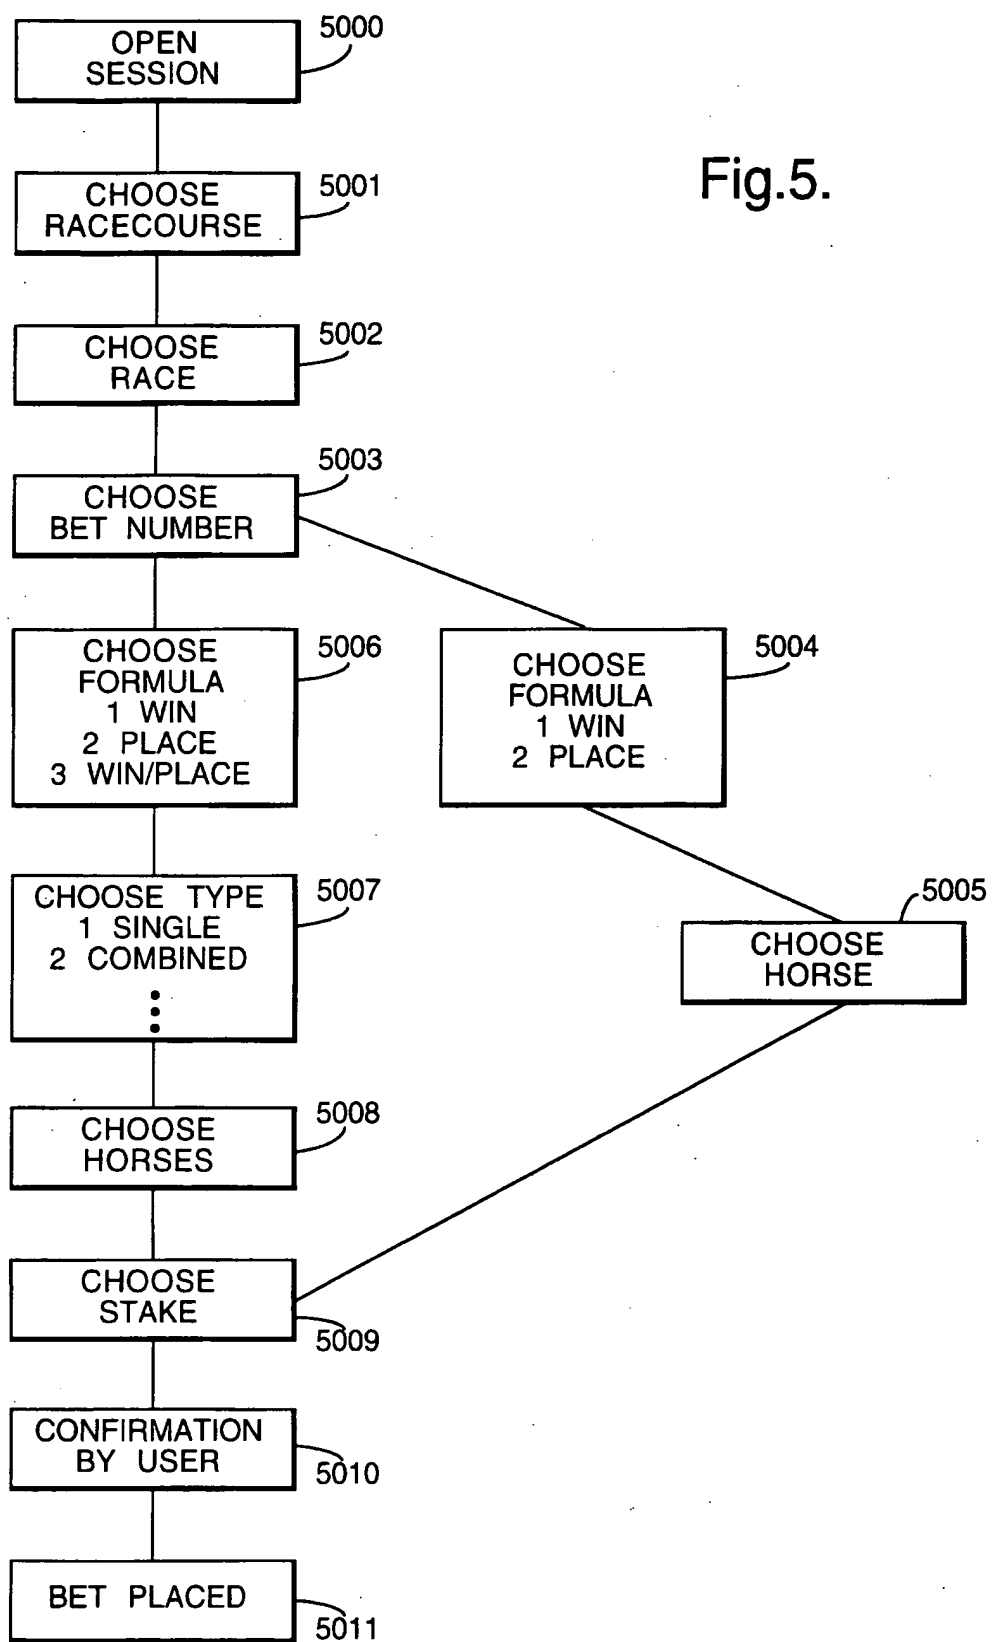 OPEN
SESSION
5000
Fig.5.
CHOOSE
RACECOURSE
5001
CHOOSE
RACE
5002
CHOOSE
BET NUMBER
5003
CHOOSE
FORMULA
1 WIN
2 PLACE
3 WIN/PLACE
5006
CHOOSE
FORMULA
1 WIN
2 PLACE
5004
CHOOSE TYPE
1 SINGLE
2 COMBINED
5007
CHOOSE
HORSE
5005
CHOOSE
HORSES
5008
CHOOSE
STAKE
5009
CONFIRMATION
BY USER
5010
BET PLACED
5011